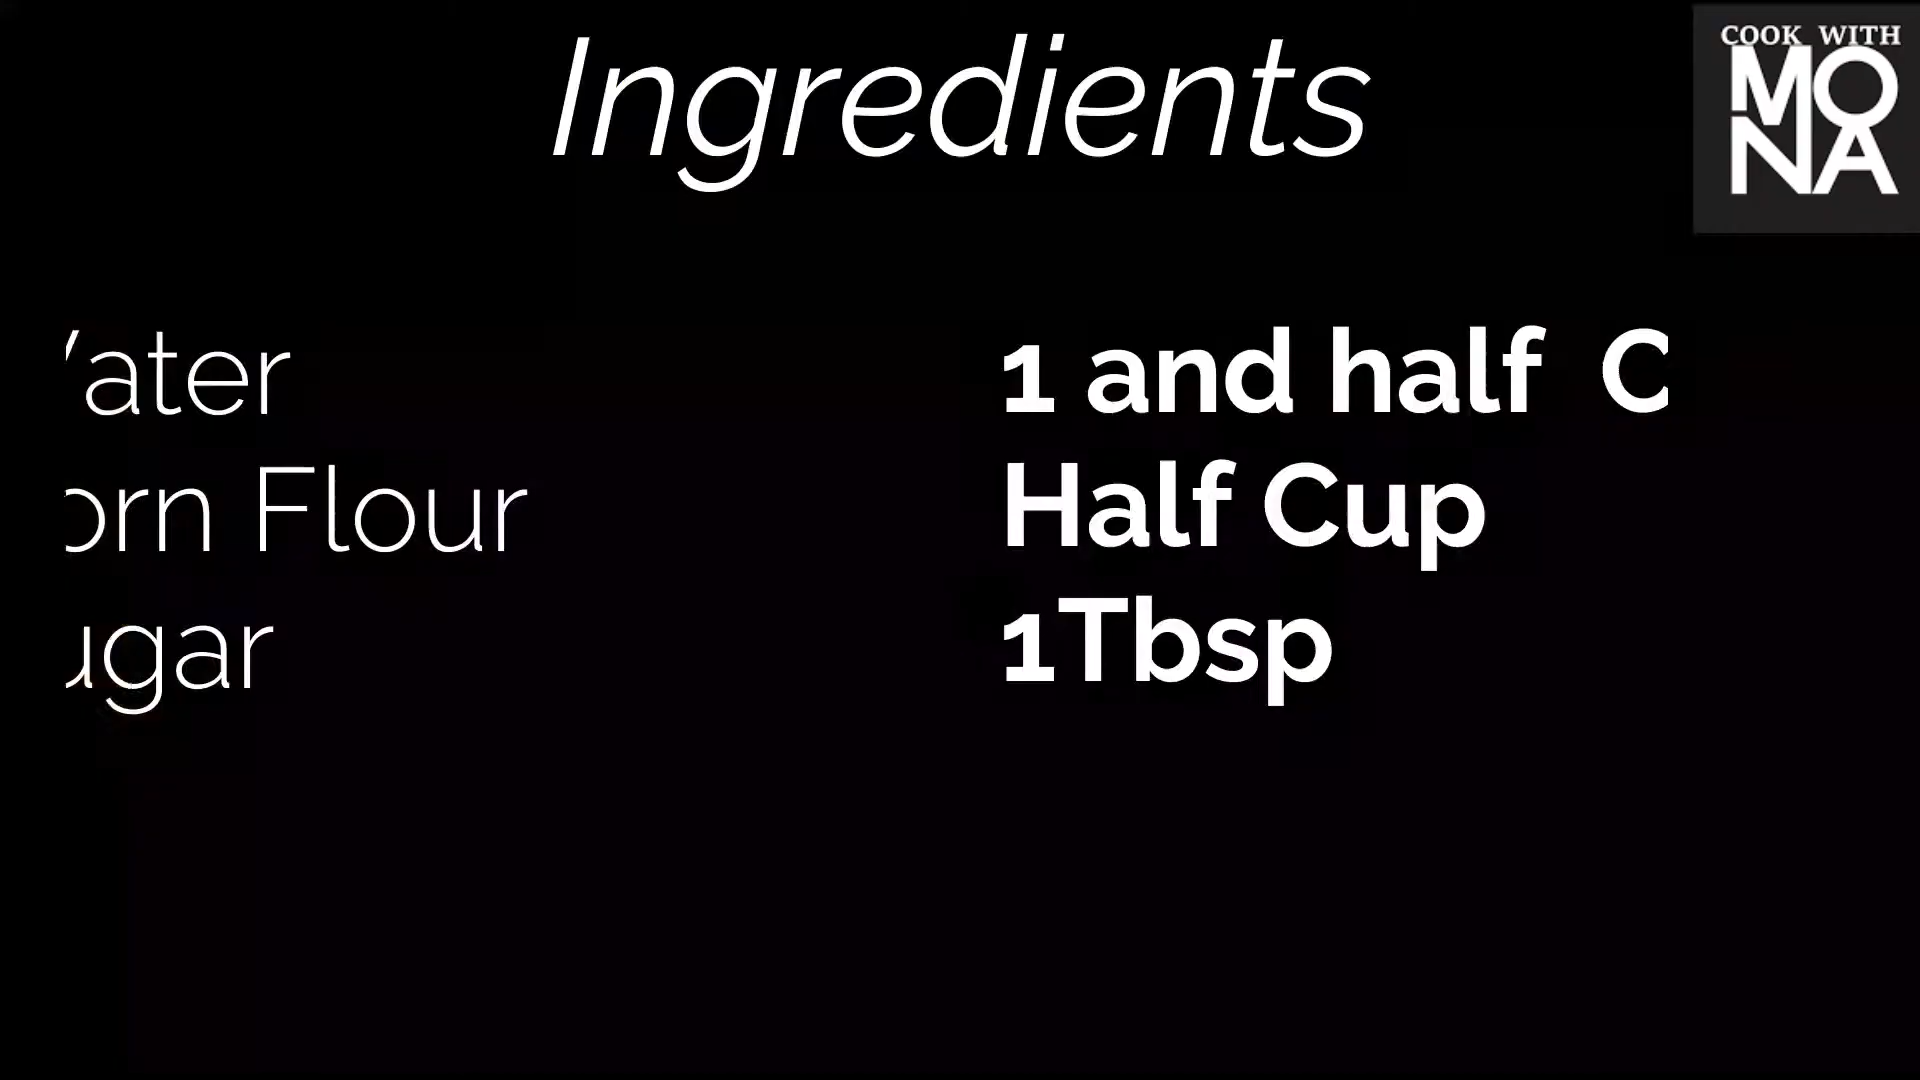 Ingredients
COOK WITH
MONA
ater 1 and half C
orn Flour Half Cup
ugar 1Tbsp